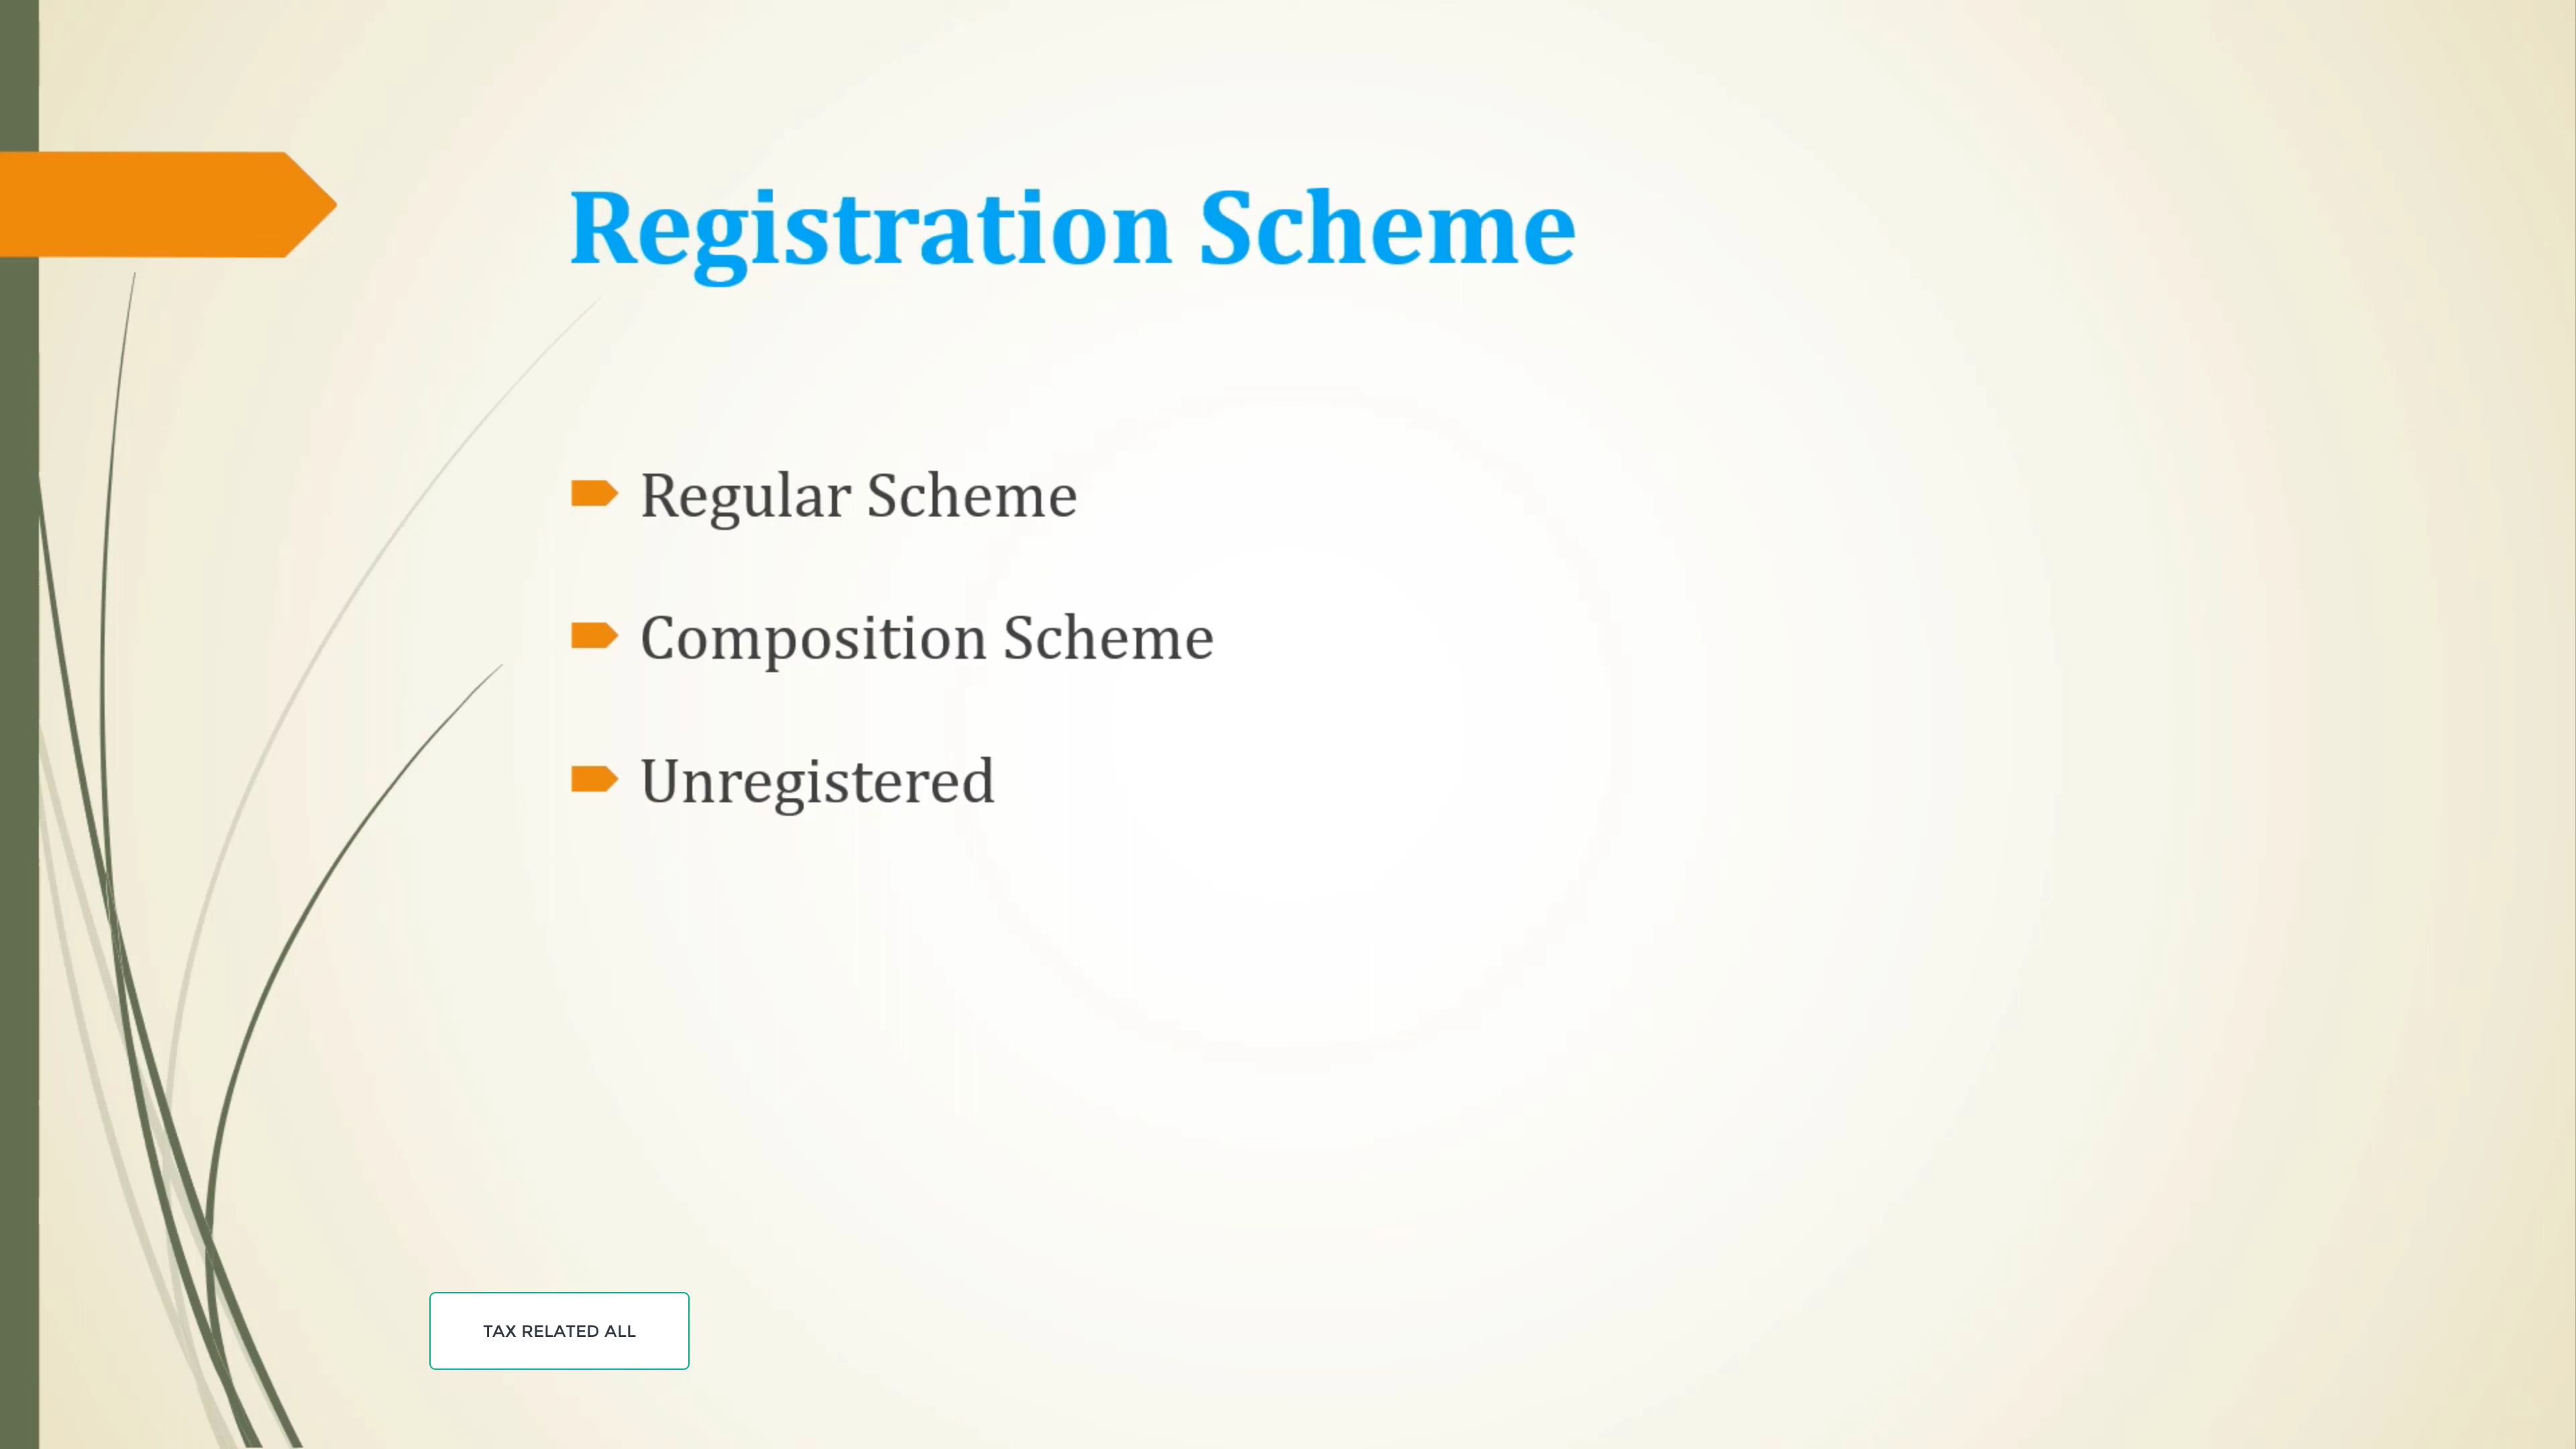 Registration Scheme
Regular Scheme
Composition Scheme
Unregistered
TAX RELATED ALL